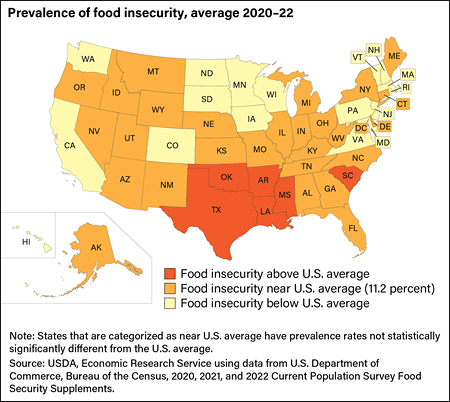 Prevalence of food insecurity, average 2020–22
WA
MT
ND
MN
VT
NH
ME
OR
ID
SD
WI
MI
NY
MA
RI
CT
WY
IA
PA
NJ
NV
UT
CO
NE
IL
IN
OH
WV
DC
DE
VA
MD
CA
KS
MO
KY
NC
AZ
NM
OK
AR
TN
SC
TX
LA
MS
AL
GA
FL
HI
AK
Food insecurity above U.S. average
Food insecurity near U.S. average (11.2 percent)
Food insecurity below U.S. average
Note: States that are categorized as near U.S. average have prevalence rates not statistically
significantly different from the U.S. average.
Source: USDA, Economic Research Service using data from U.S. Department of
Commerce, Bureau of the Census, 2020, 2021, and 2022 Current Population Survey Food
Security Supplements.